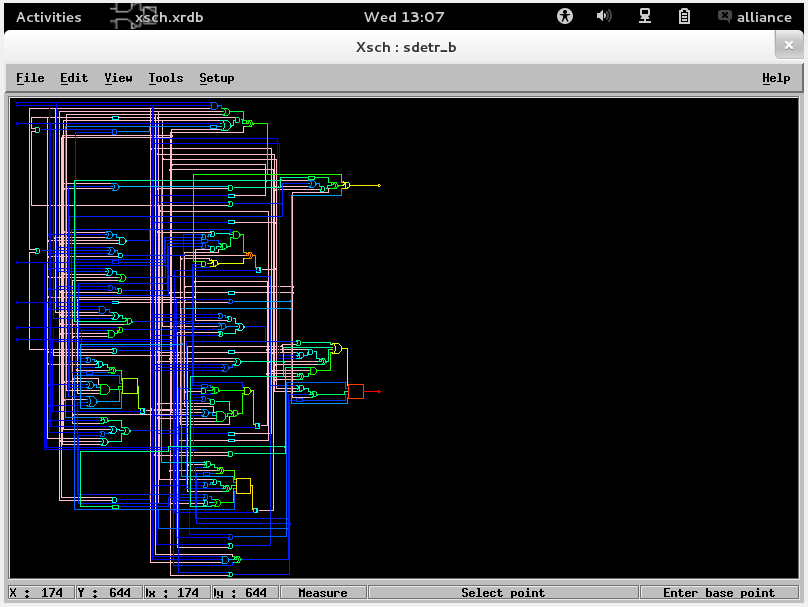 Activities xsch.xrdb Wed 13:07 alliance
Xsch : sdetr_b
File Edit View Tools Setup Help
X : 174 Y : 644 lx : 174 ly : 644 Measure Select point Enter base point